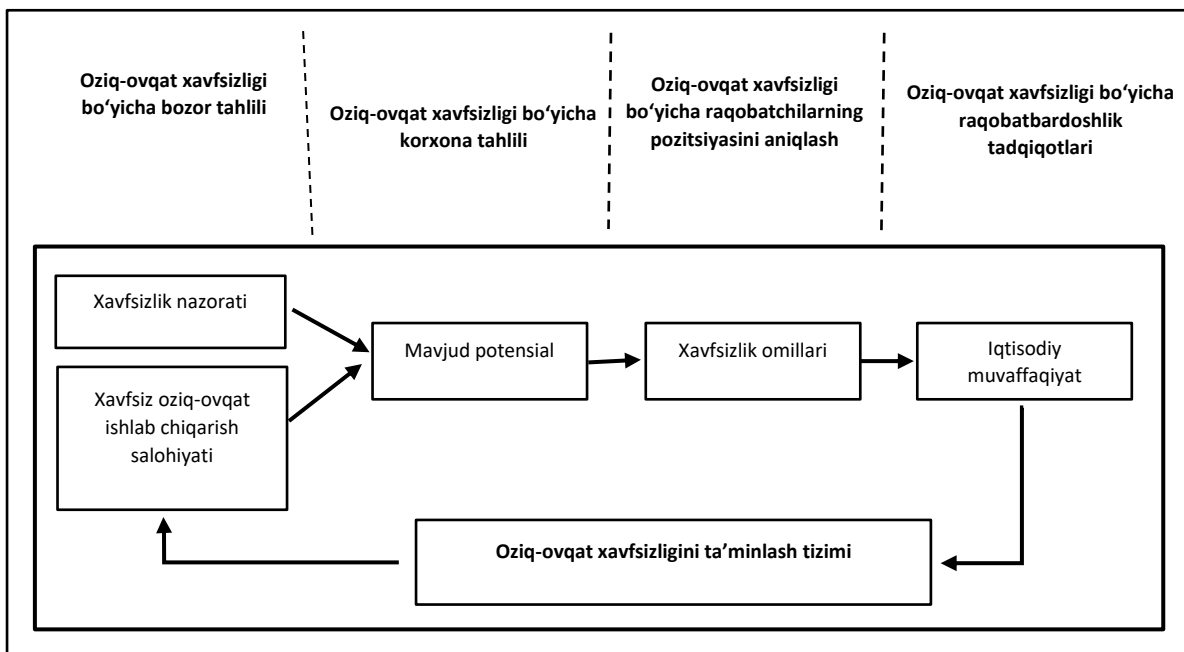 Oziq-ovqat xavfsizligi
bo‘yicha bozor tahlili
Oziq-ovqat xavfsizligi bo‘yicha
korxona tahlili
Oziq-ovqat xavfsizligi
bo‘yicha raqobatchilarning
pozitsiyasini aniqlash
Oziq-ovqat xavfsizligi bo‘yicha
raqobatbardoshlik
tadqiqotlari
Xavfsizlik nazorati
Xavfsiz oziq-ovqat
ishlab chiqarish
salohiyati
Mavjud potensial
Xavfsizlik omillari
Iqtisodiy
muvaffaqiyat
Oziq-ovqat xavfsizligini ta’minlash tizimi